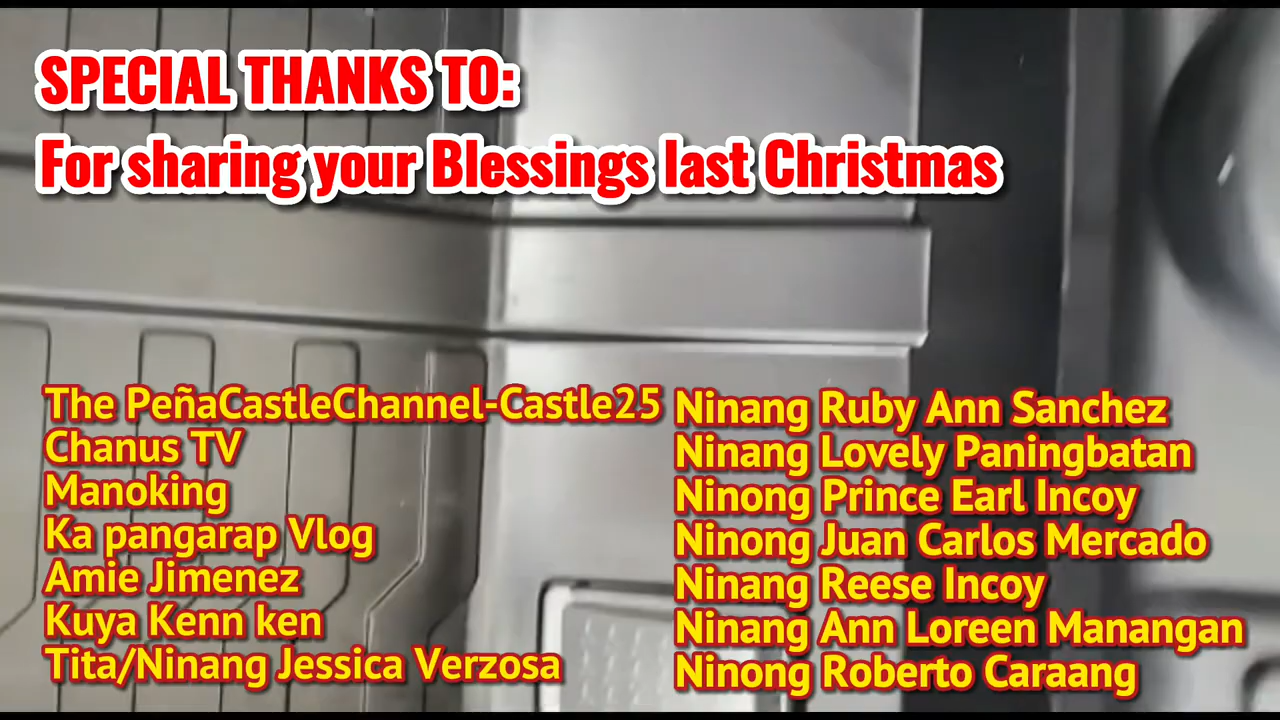 SPECIAL THANKS TO:
For sharing your Blessings last Christmas
The PeñaCastleChannel-Castle25
Chanus TV
Manoking
Ka pangarap Vlog
Amie Jimenez
Kuya Kenn ken
Tita/Ninang Jessica Verzosa
Ninang Ruby Ann Sanchez
Ninang Lovely Paningbatan
Ninong Prince Earl Incoy
Ninong Juan Carlos Mercado
Ninang Reese Incoy
Ninang Ann Loreen Manangan
Ninong Roberto Caraang